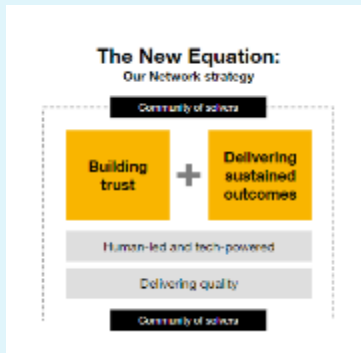 The New Equation:
Our Network strategy
Community of solvers
Building
trust
+
Delivering
sustained
outcomes
Human-led and tech-powered
Delivering quality
Community of solvers